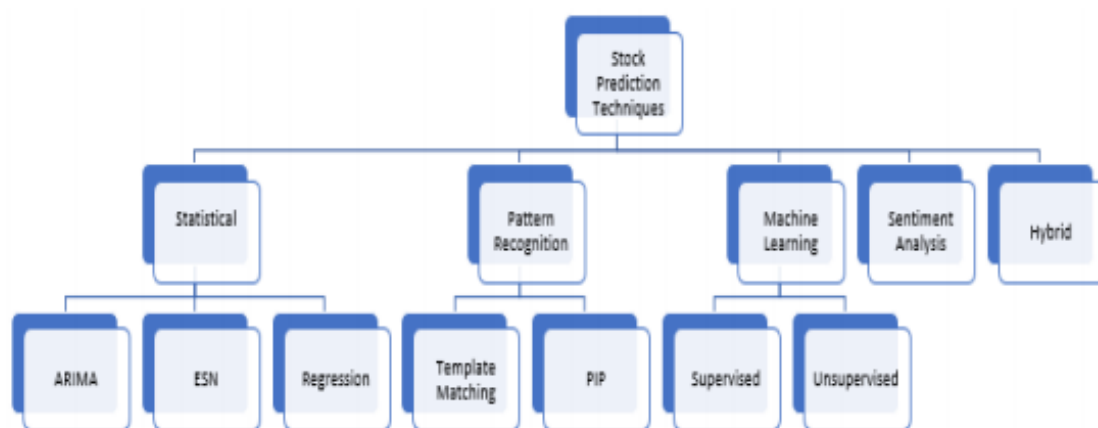 Stock
Prediction
Techniques
Statistical
Pattern
Recognition
Machine
Learning
Sentiment
Analysis
Hybrid
ARIMA
ESN
Regression
Template
Matching
PIP
Supervised
Unsupervised